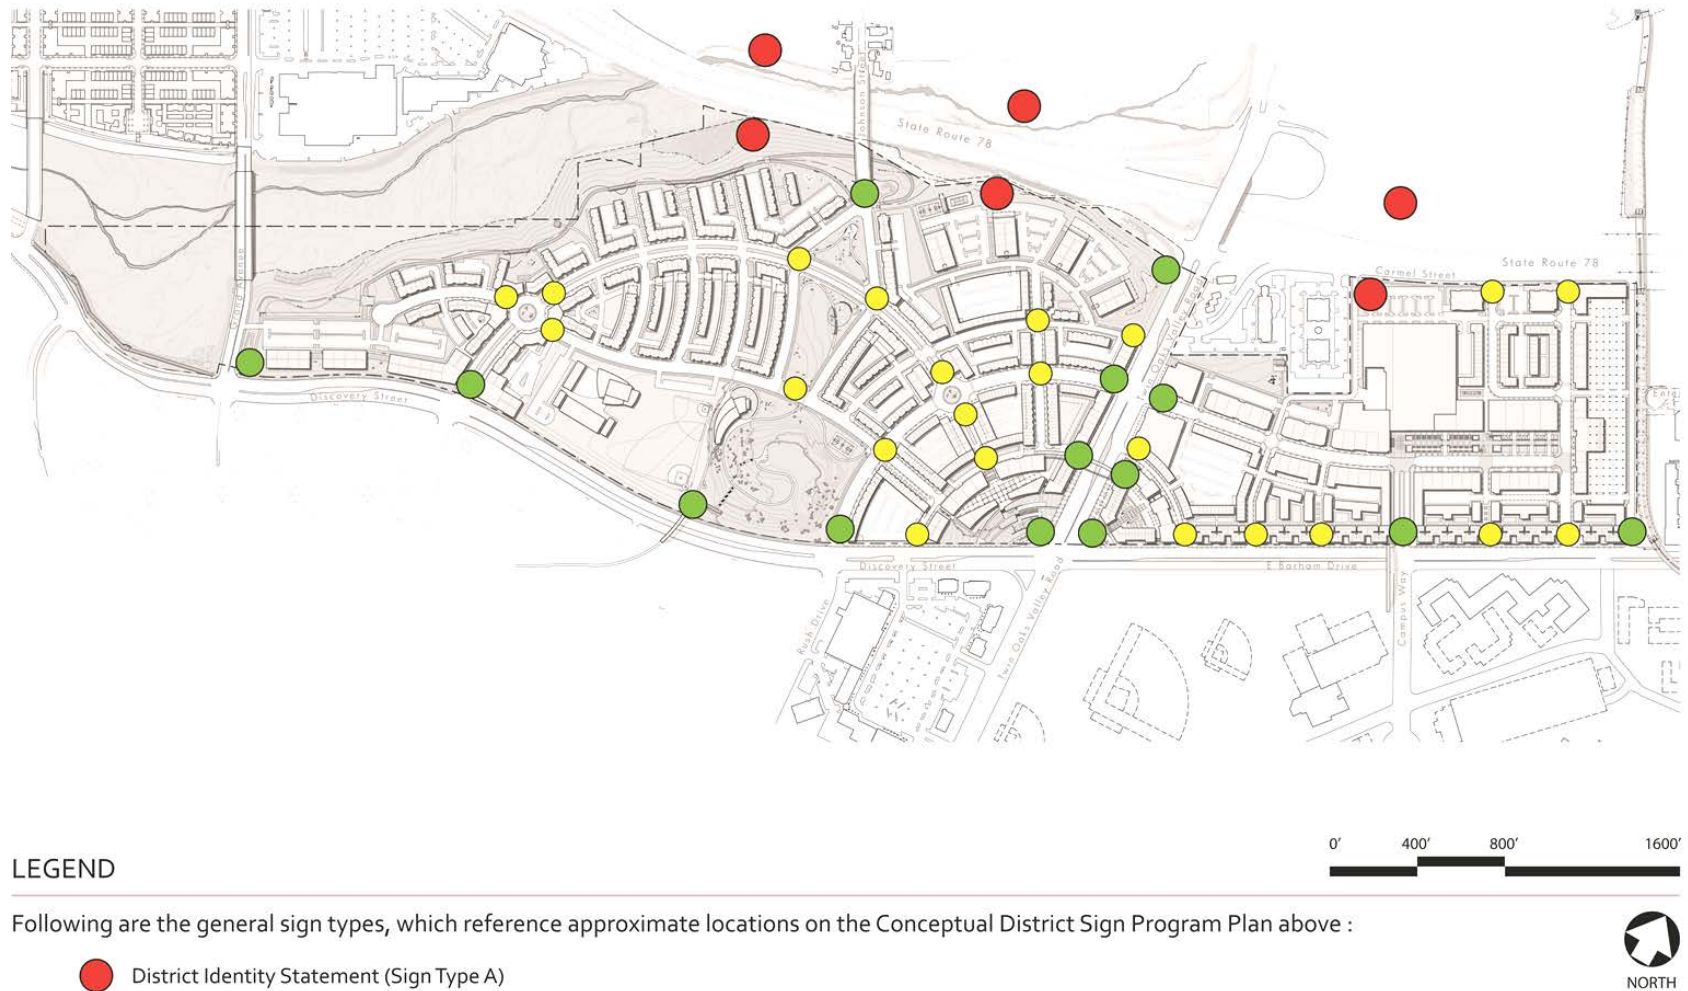 Johnson Street
State Route 78
Grand Avenue
Twin Oaks Valley Road
Carmel Street
State Route 78
Discovery Street
Discovery Street
E Barham Drive
Rush Drive
Twin Oaks Valley Road
Campus Way
0' 400' 800' 1600'
LEGEND
Following are the general sign types, which reference approximate locations on the Conceptual District Sign Program Plan above :
District Identity Statement (Sign Type A)
NORTH